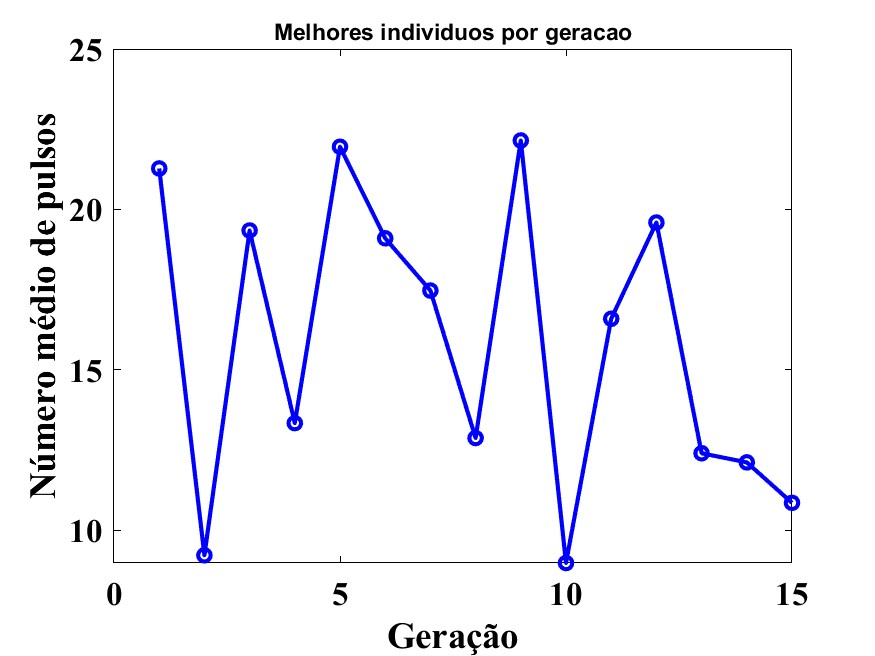 Melhores individuos por geracao
25
20
15
10
Número médio de pulsos
0 5 10 15
Geração